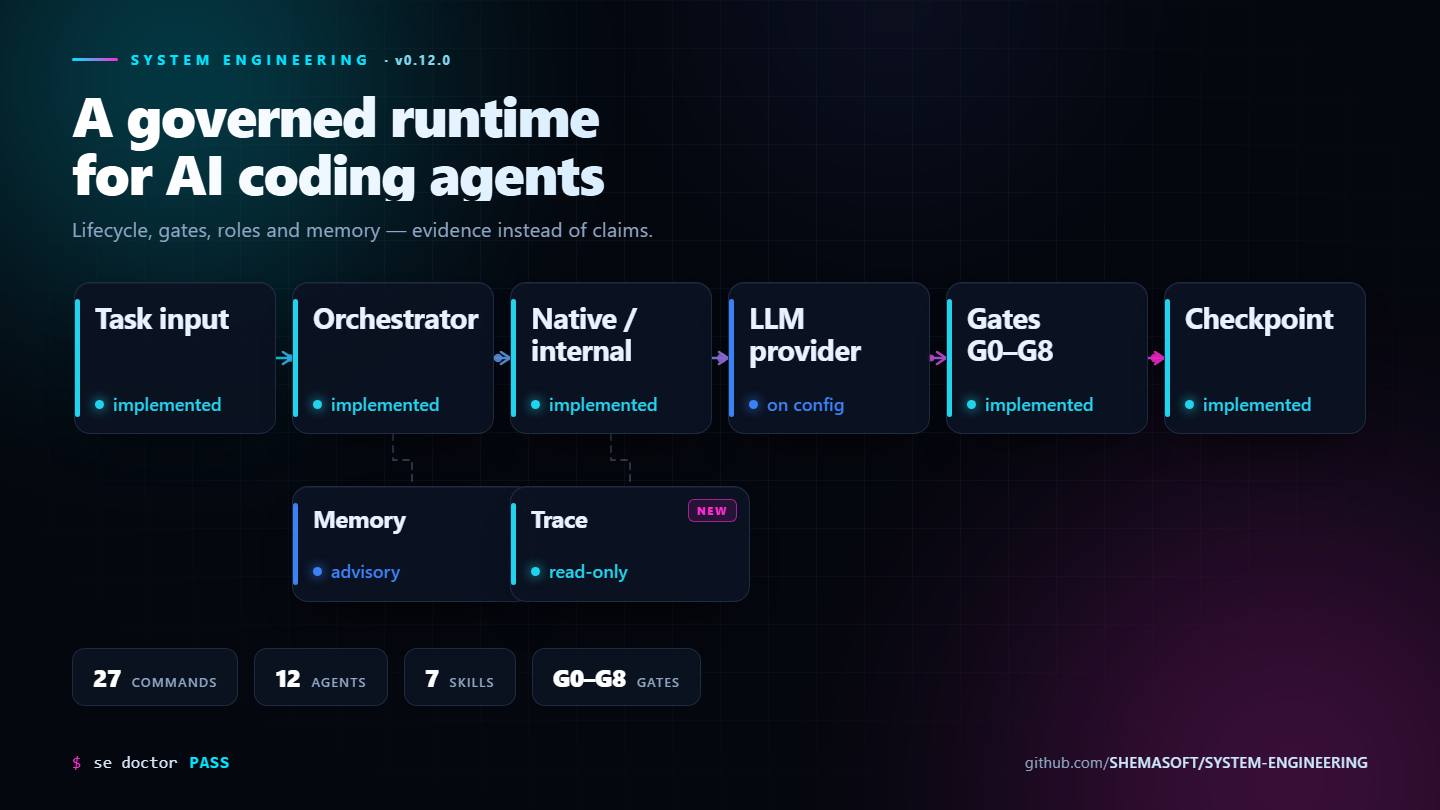 SYSTEM ENGINEERING · v0.12.0
A governed runtime
for AI coding agents
Lifecycle, gates, roles and memory — evidence instead of claims.
Task input
implemented
Orchestrator
implemented
Native /
internal
implemented
LLM
provider
on config
Gates
G0–G8
implemented
Checkpoint
implemented
Memory
advisory
Trace
NEW
read-only
27 COMMANDS
12 AGENTS
7 SKILLS
G0–G8 GATES
$ se doctor PASS
github.com/SHEMASOFT/SYSTEM-ENGINEERING